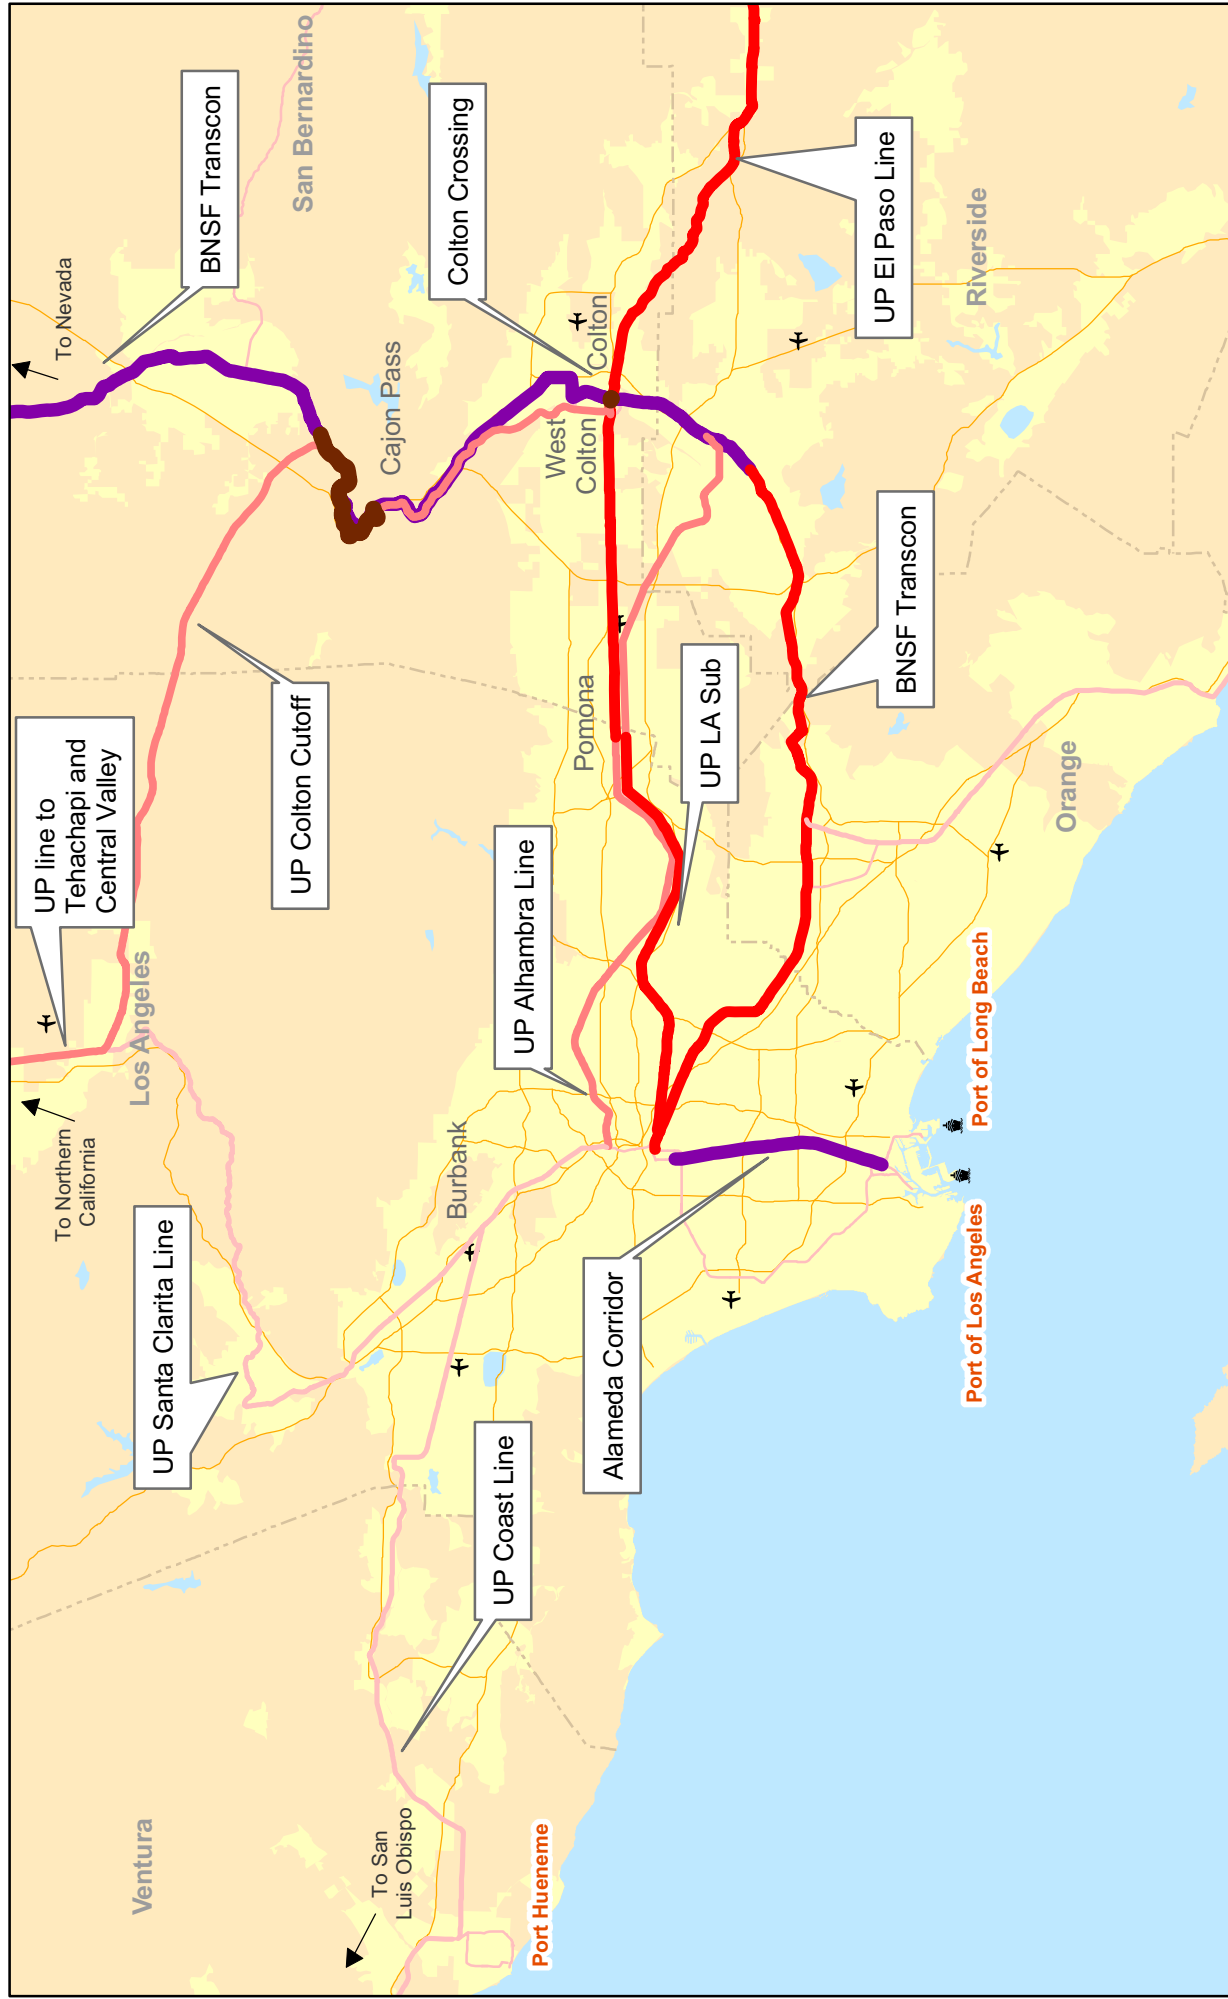 Ventura
To San
Luis Obispo
Port Hueneme
UP Coast Line
UP Santa Clarita Line
To Northern
California
Los Angeles
UP line to
Tehachapi and
Central Valley
UP Colton Cutoff
Burbank
Alameda Corridor
UP Alhambra Line
Port of Los Angeles
Port of Long Beach
Pomona
UP LA Sub
Orange
BNSF Transcon
Cajon Pass
West
Colton
Colton
Colton Crossing
To Nevada
BNSF Transcon
San Bernardino
UP El Paso Line
Riverside